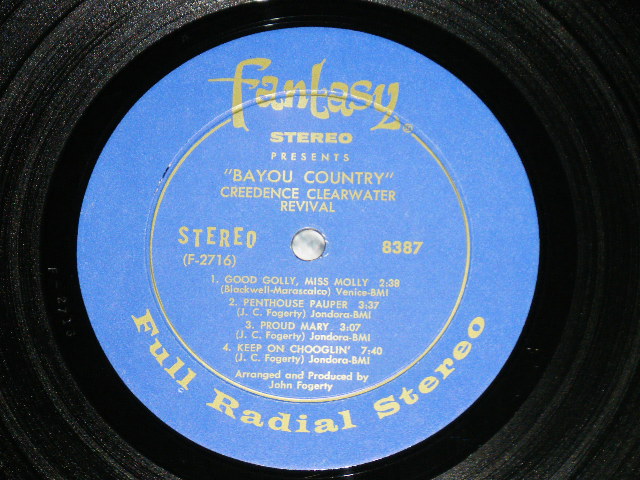 fantasy
STEREO
PRESENTS
"BAYOU COUNTRY"
CREEDENCE CLEARWATER
REVIVAL
STEREO
(F-2716)
8387
1. GOOD GOLLY, MISS MOLLY 2:38
(Blackwell-Marascalco) Venice-BMI
2. PENTHOUSE PAUPER 3:37
(J. C. Fogerty) Jondora-BMI
3. PROUD MARY 3:07
(J. C. Fogerty) Jondora-BMI
4. KEEP ON CHOOGLIN' 7:40
(J. C. Fogerty) Jondora-BMI
Arranged and Produced by
John Fogerty
Full Radial Stereo